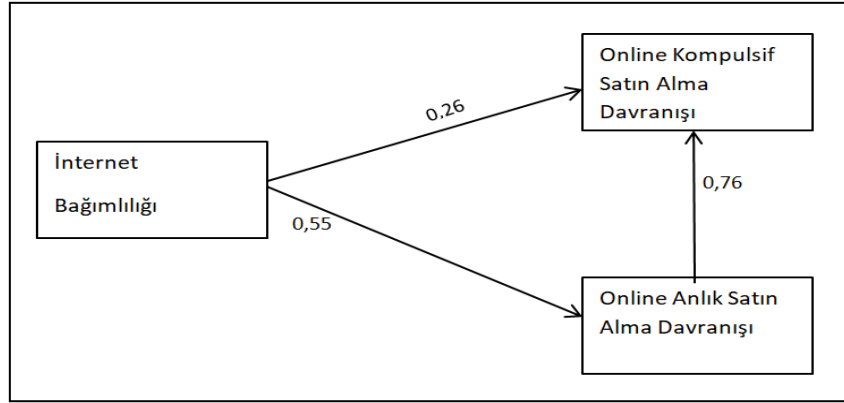 Online Kompulsif
Satın Alma
Davranışı
0,26
İnternet
Bağımlılığı
0,76
0,55
Online Anlık Satın
Alma Davranışı